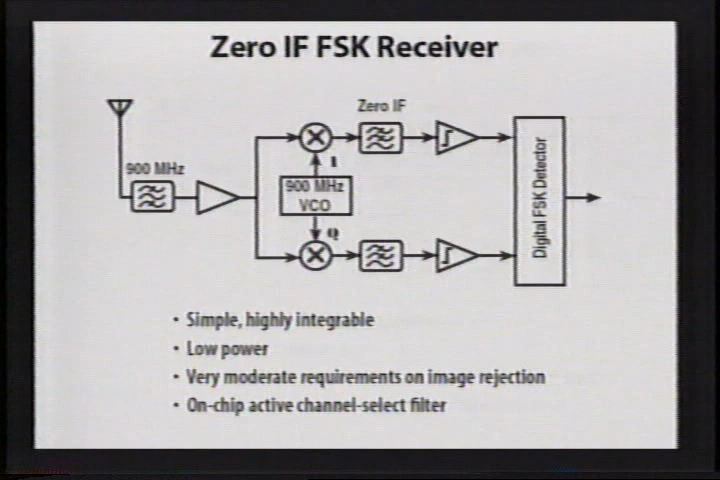 Zero IF FSK Receiver
Zero IF
900 MHz
I
900 MHz
VCO
Q
Digital FSK Detector
• Simple, highly integrable
• Low power
• Very moderate requirements on image rejection
• On-chip active channel-select filter